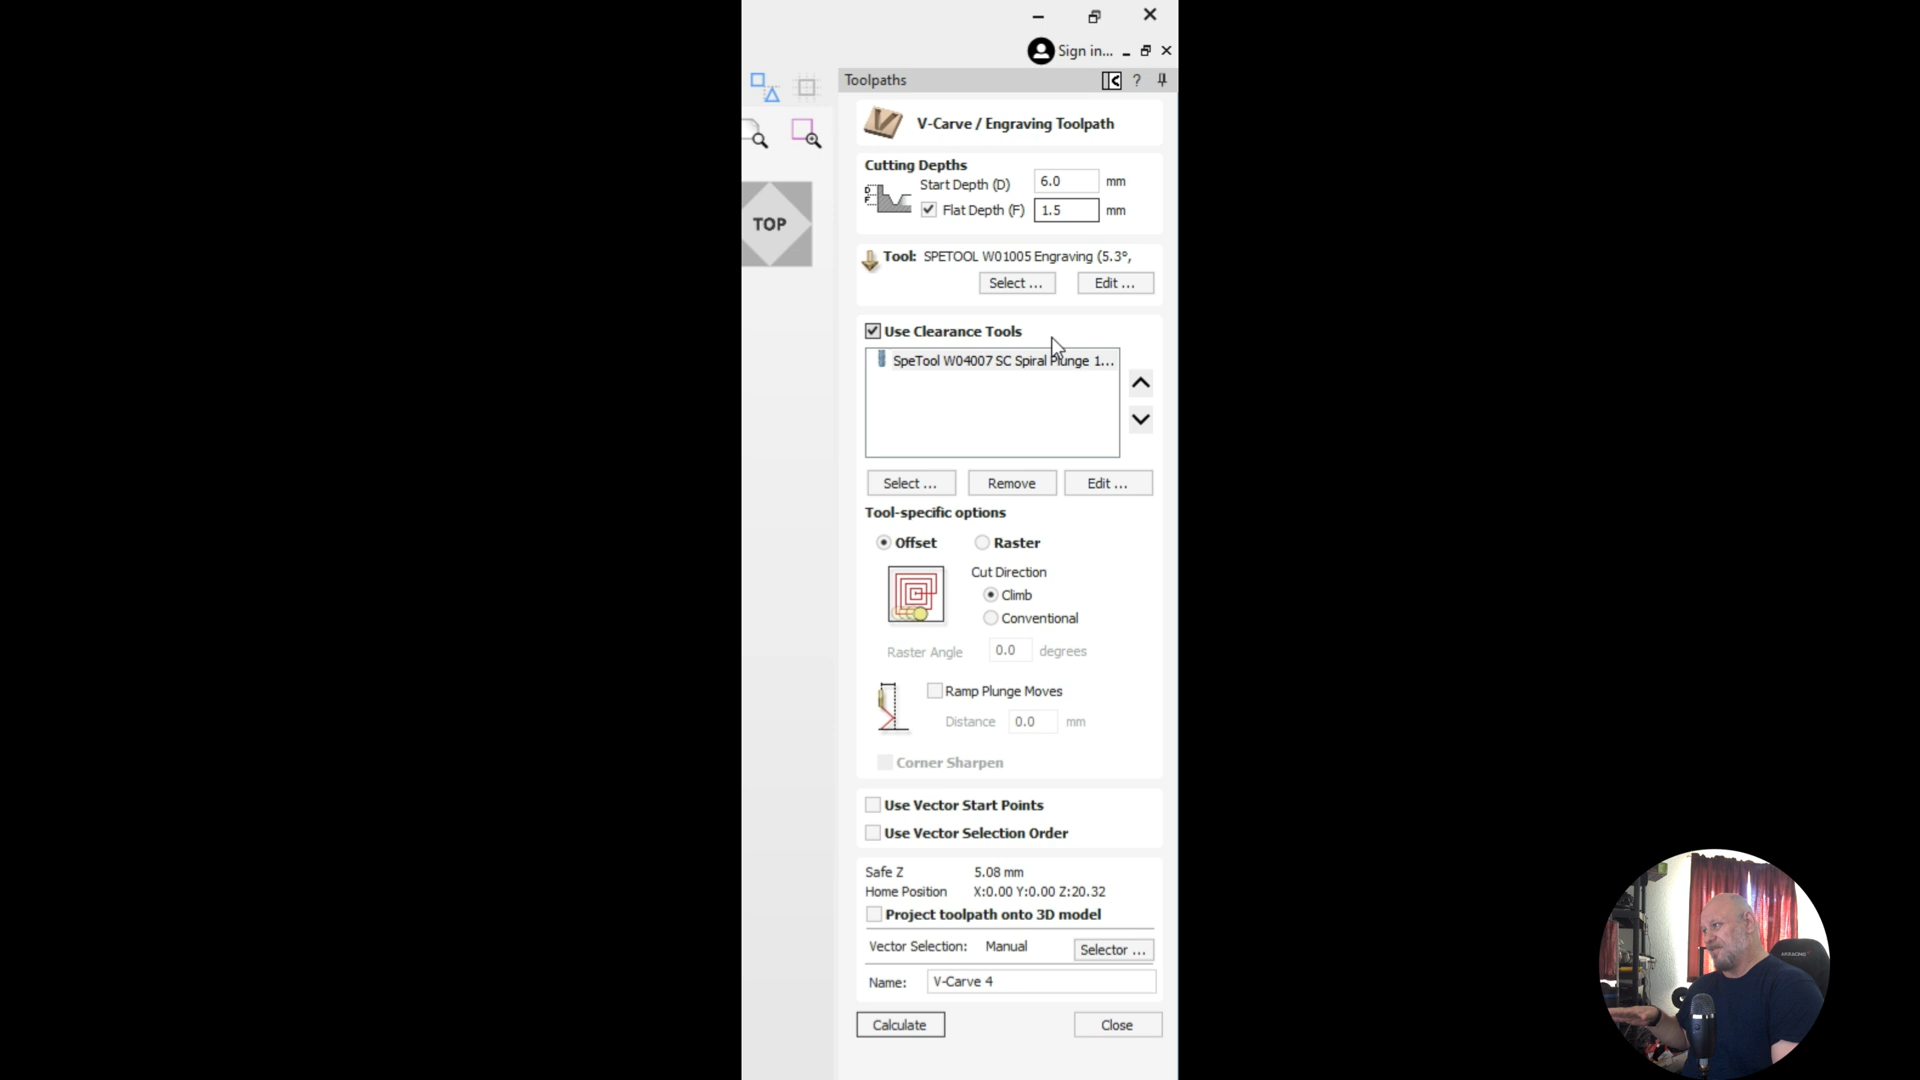 Sign in...
Toolpaths
?
V-Carve / Engraving Toolpath
Cutting Depths
Start Depth (D) 6.0 mm
D
F
Flat Depth (F) 1.5 mm
TOP
Tool: SPETOOL W01005 Engraving (5.3°,
Select ... Edit ...
Use Clearance Tools
SpeTool W04007 SC Spiral Plunge 1...
Select ... Remove Edit ...
Tool-specific options
Offset Raster
Cut Direction
Climb
Conventional
Raster Angle 0.0 degrees
Ramp Plunge Moves
Distance 0.0 mm
Corner Sharpen
Use Vector Start Points
Use Vector Selection Order
Safe Z 5.08 mm
Home Position X:0.00 Y:0.00 Z:20.32
Project toolpath onto 3D model
Vector Selection: Manual Selector ...
Name: V-Carve 4
Calculate Close